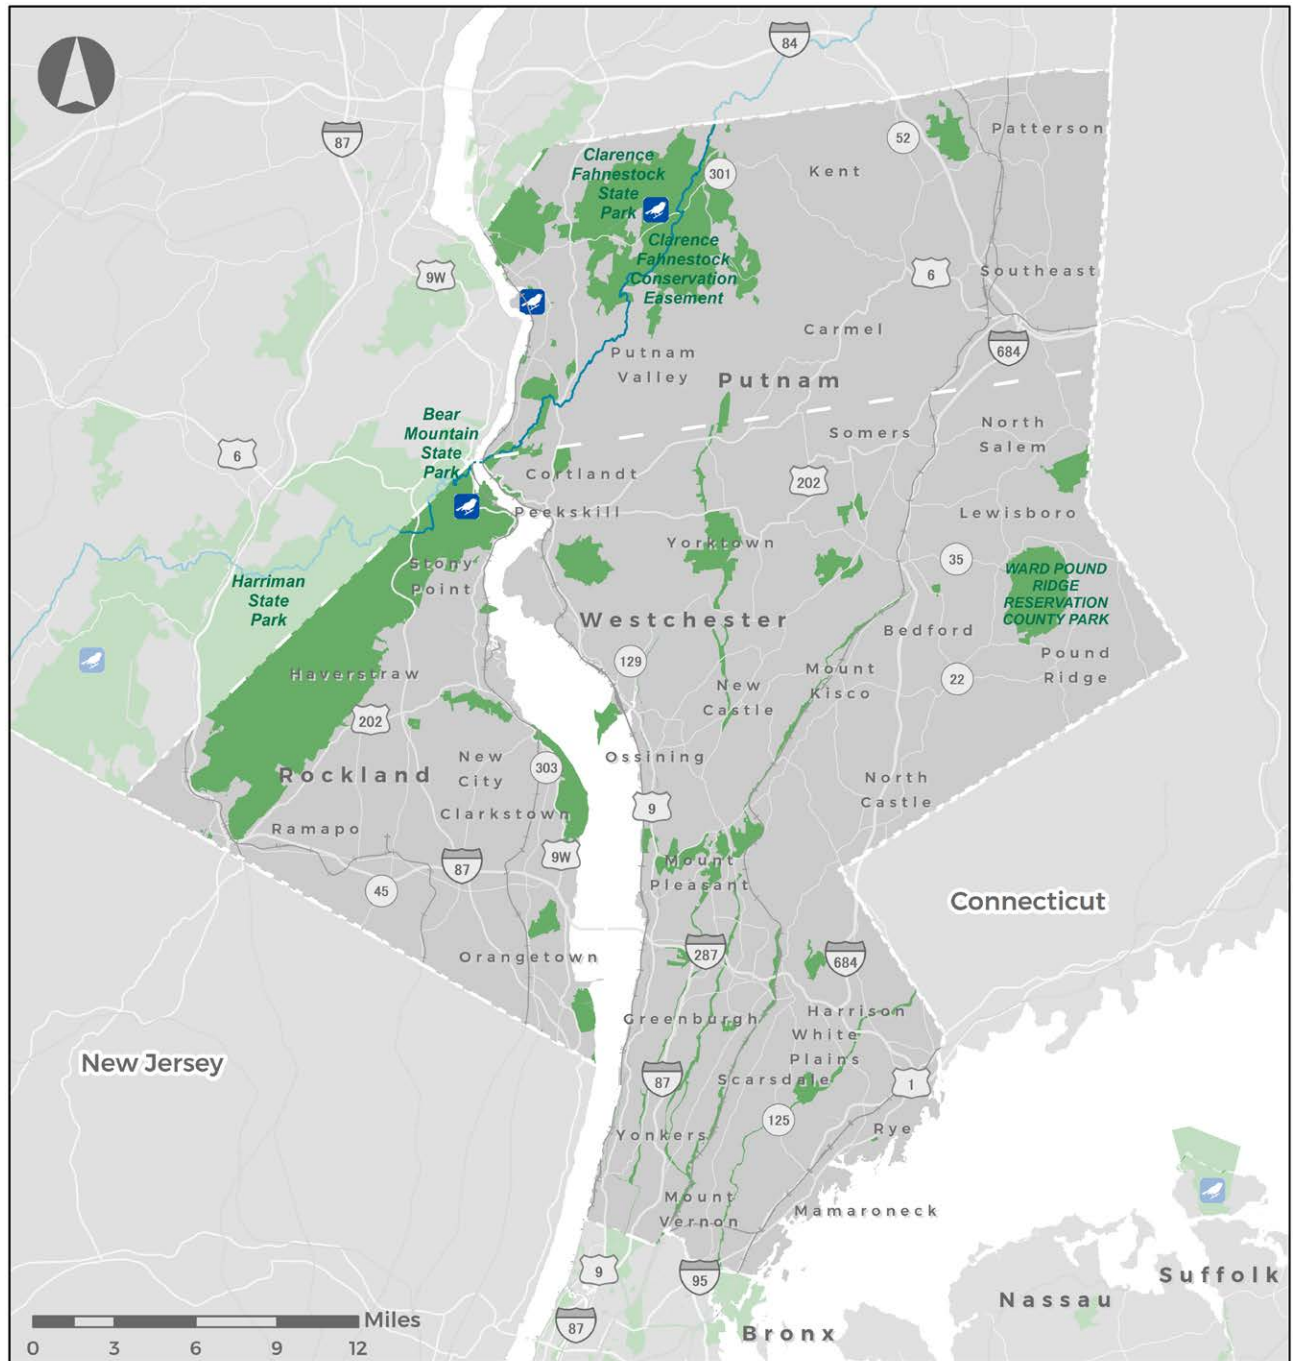 84
87
52
Patterson
Clarence
Fahnestock
State
Park
301
Kent
Clarence
Fahnestock
Conservation
Easement
9W
6
Southeast
Carmel
684
Putnam
Valley
Putnam
Bear
Mountain
State
Park
6
Somers
North
Salem
Cortlandt
202
Peekskill
Lewisboro
Yorktown
35
Stony
Point
Harriman
State
Park
WARD POUND
RIDGE
RESERVATION
COUNTY PARK
Westchester
Bedford
129
Pound
Ridge
Haverstraw
Mount
Kisco
22
New
Castle
202
New
City
303
Ossining
Rockland
North
Castle
9
Clarkstown
Ramapo
9W
87
45
Mount
Pleasant
Connecticut
Orangetown
287
684
Greenburgh
Harrison
White
Plains
New Jersey
87
Scarsdale
1
125
Yonkers
Rye
Mount
Vernon
Mamaroneck
9
95
Suffolk
Nassau
87
Bronx
Miles
0 3 6 9 12